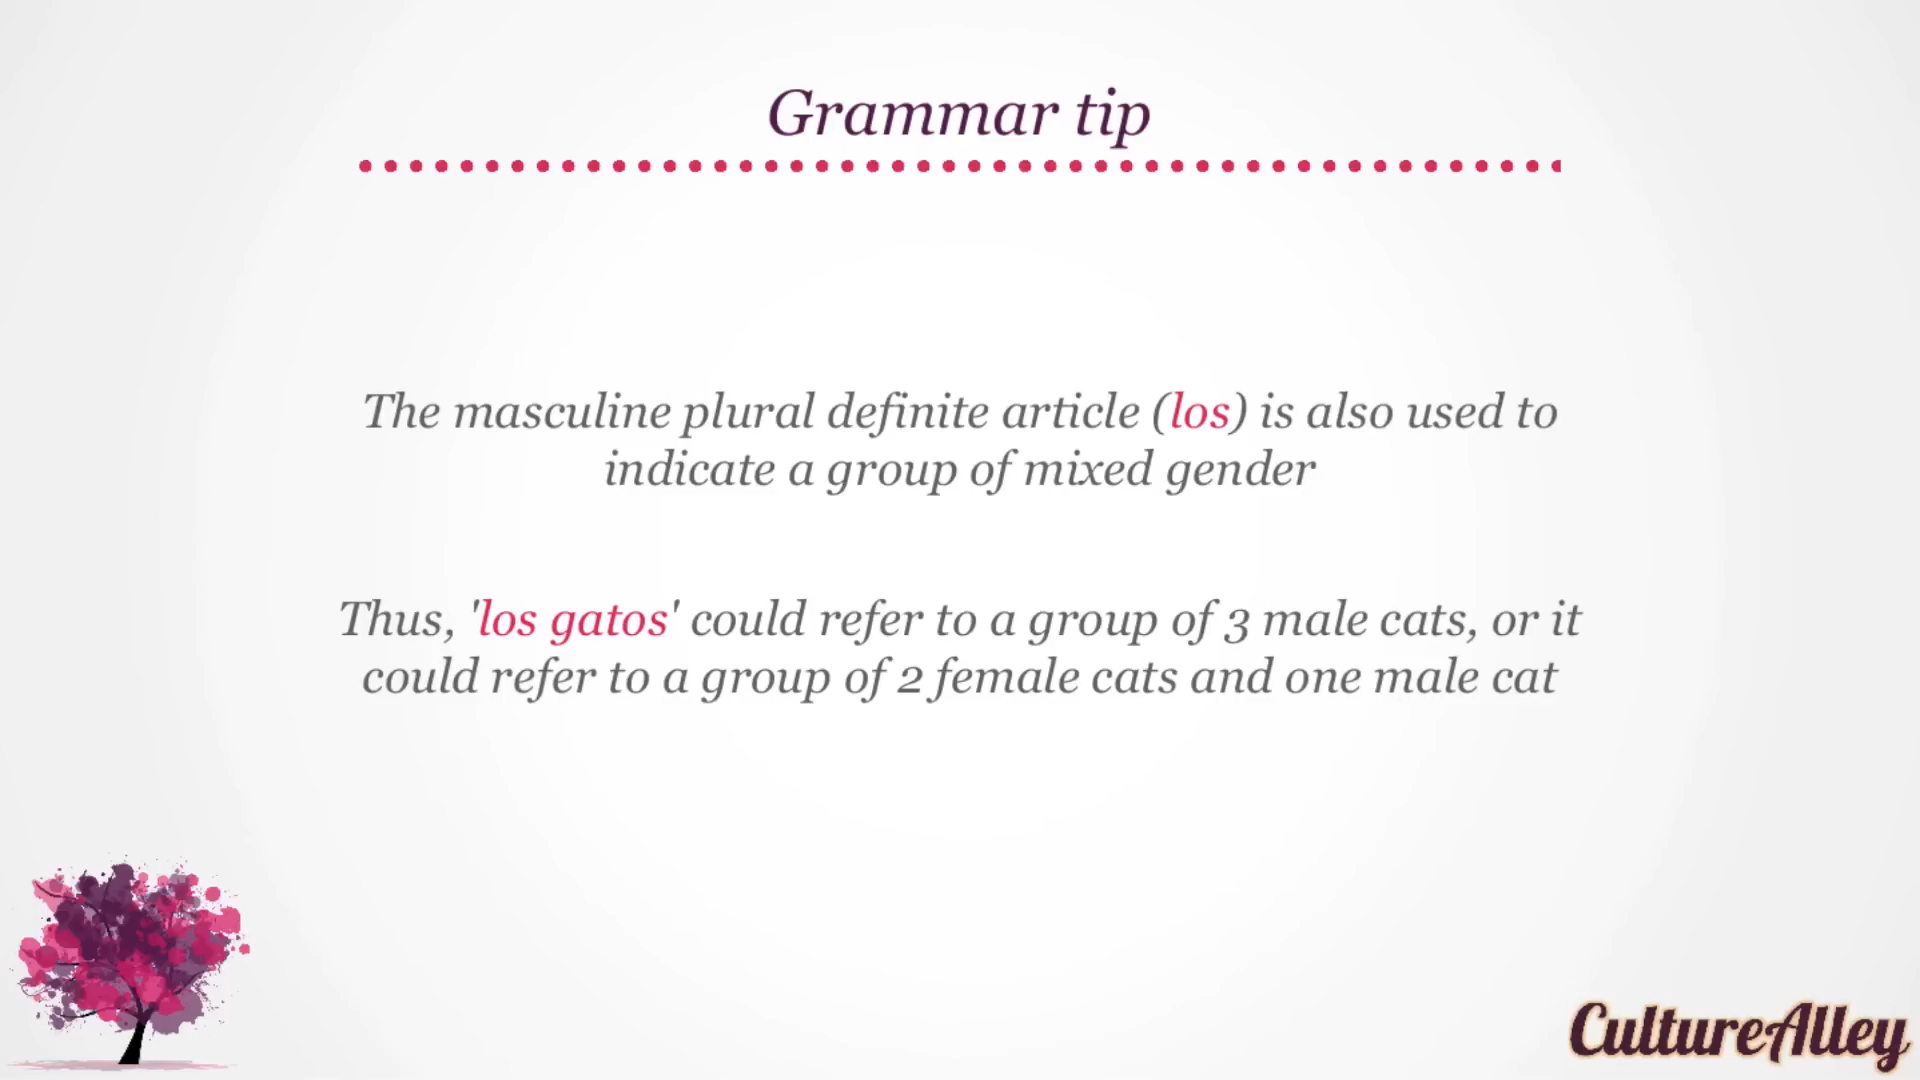 Grammar tip
The masculine plural definite article (los) is also used to
indicate a group of mixed gender
Thus, 'los gatos' could refer to a group of 3 male cats, or it
could refer to a group of 2 female cats and one male cat
CultureAlley